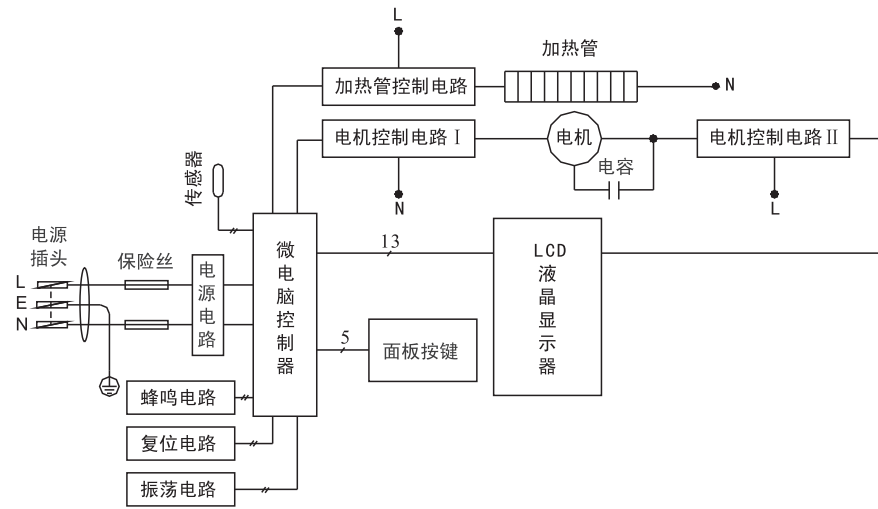 L
加热管
加热管控制电路
N
电机控制电路 I
电机
电机控制电路 II
电容
传感器
N
L
电源
插头
保险丝
电源电路
微电脑控制器
13
LCD
液晶显示器
L
E
N
5
面板按键
蜂鸣电路
复位电路
振荡电路